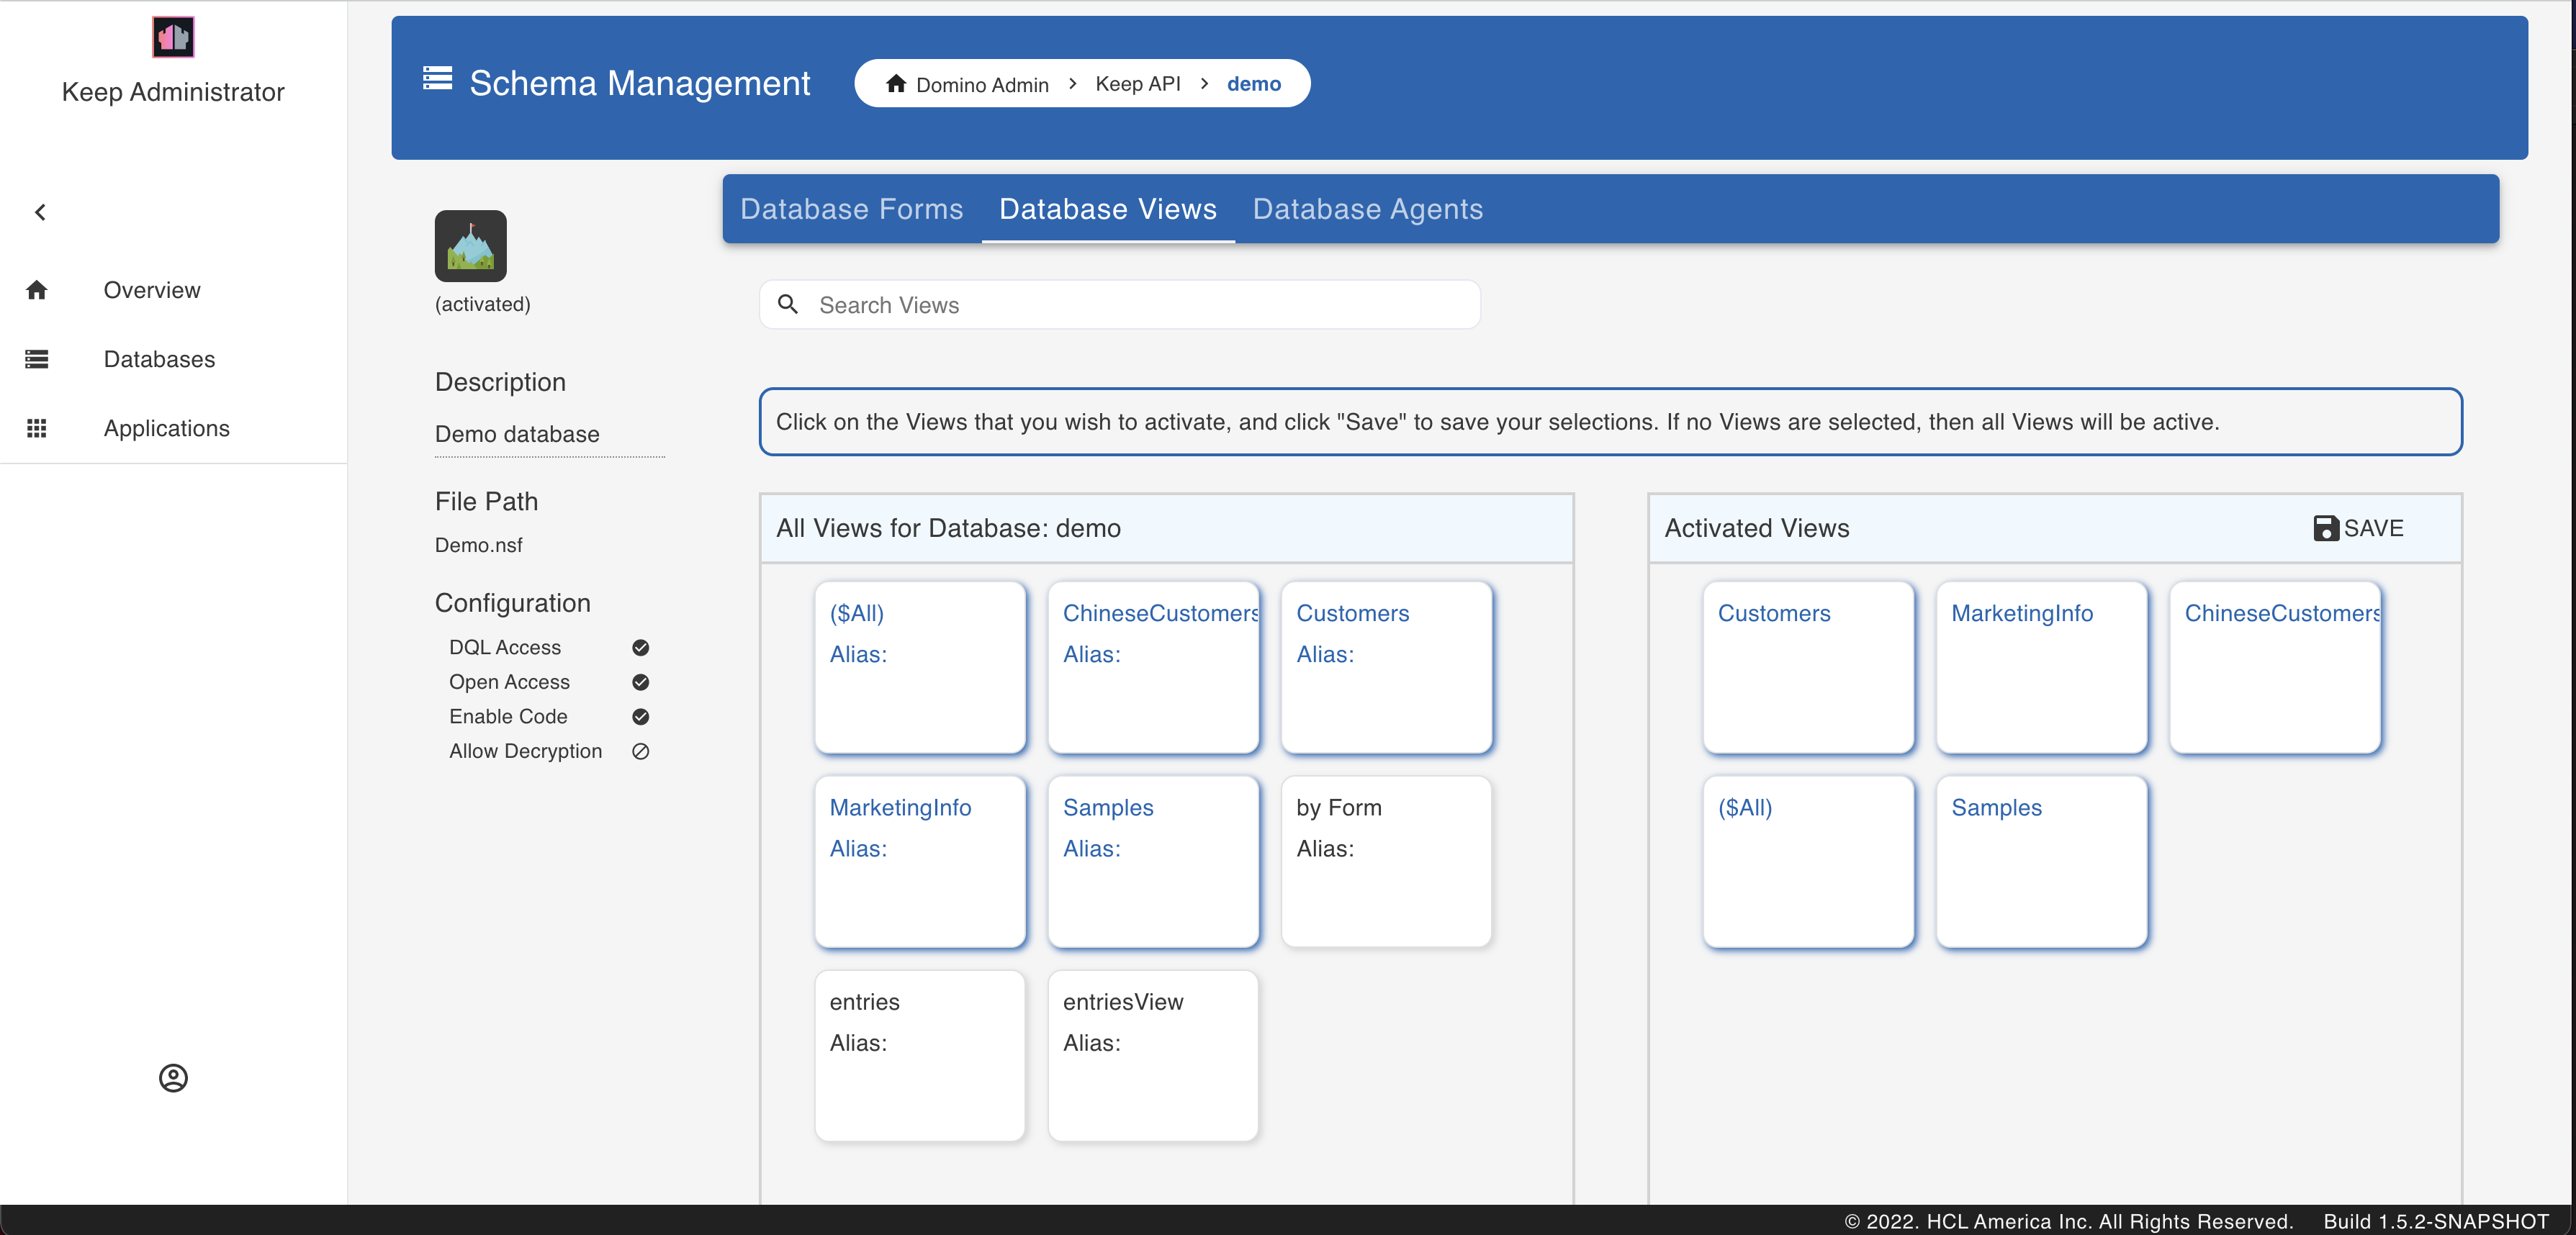 Keep Administrator
Overview
Databases
Applications
Schema Management
Domino Admin > Keep API > demo
Database Forms Database Views Database Agents
(activated)
Description
Demo database
File Path
Demo.nsf
Configuration
DQL Access
Open Access
Enable Code
Allow Decryption
Search Views
Click on the Views that you wish to activate, and click "Save" to save your selections. If no Views are selected, then all Views will be active.
All Views for Database: demo
($All)
Alias:
ChineseCustomers
Alias:
Customers
Alias:
MarketingInfo
Alias:
Samples
Alias:
by Form
Alias:
entries
Alias:
entriesView
Alias:
Activated Views
SAVE
Customers
MarketingInfo
ChineseCustomers
($All)
Samples
© 2022. HCL America Inc. All Rights Reserved. Build 1.5.2-SNAPSHOT